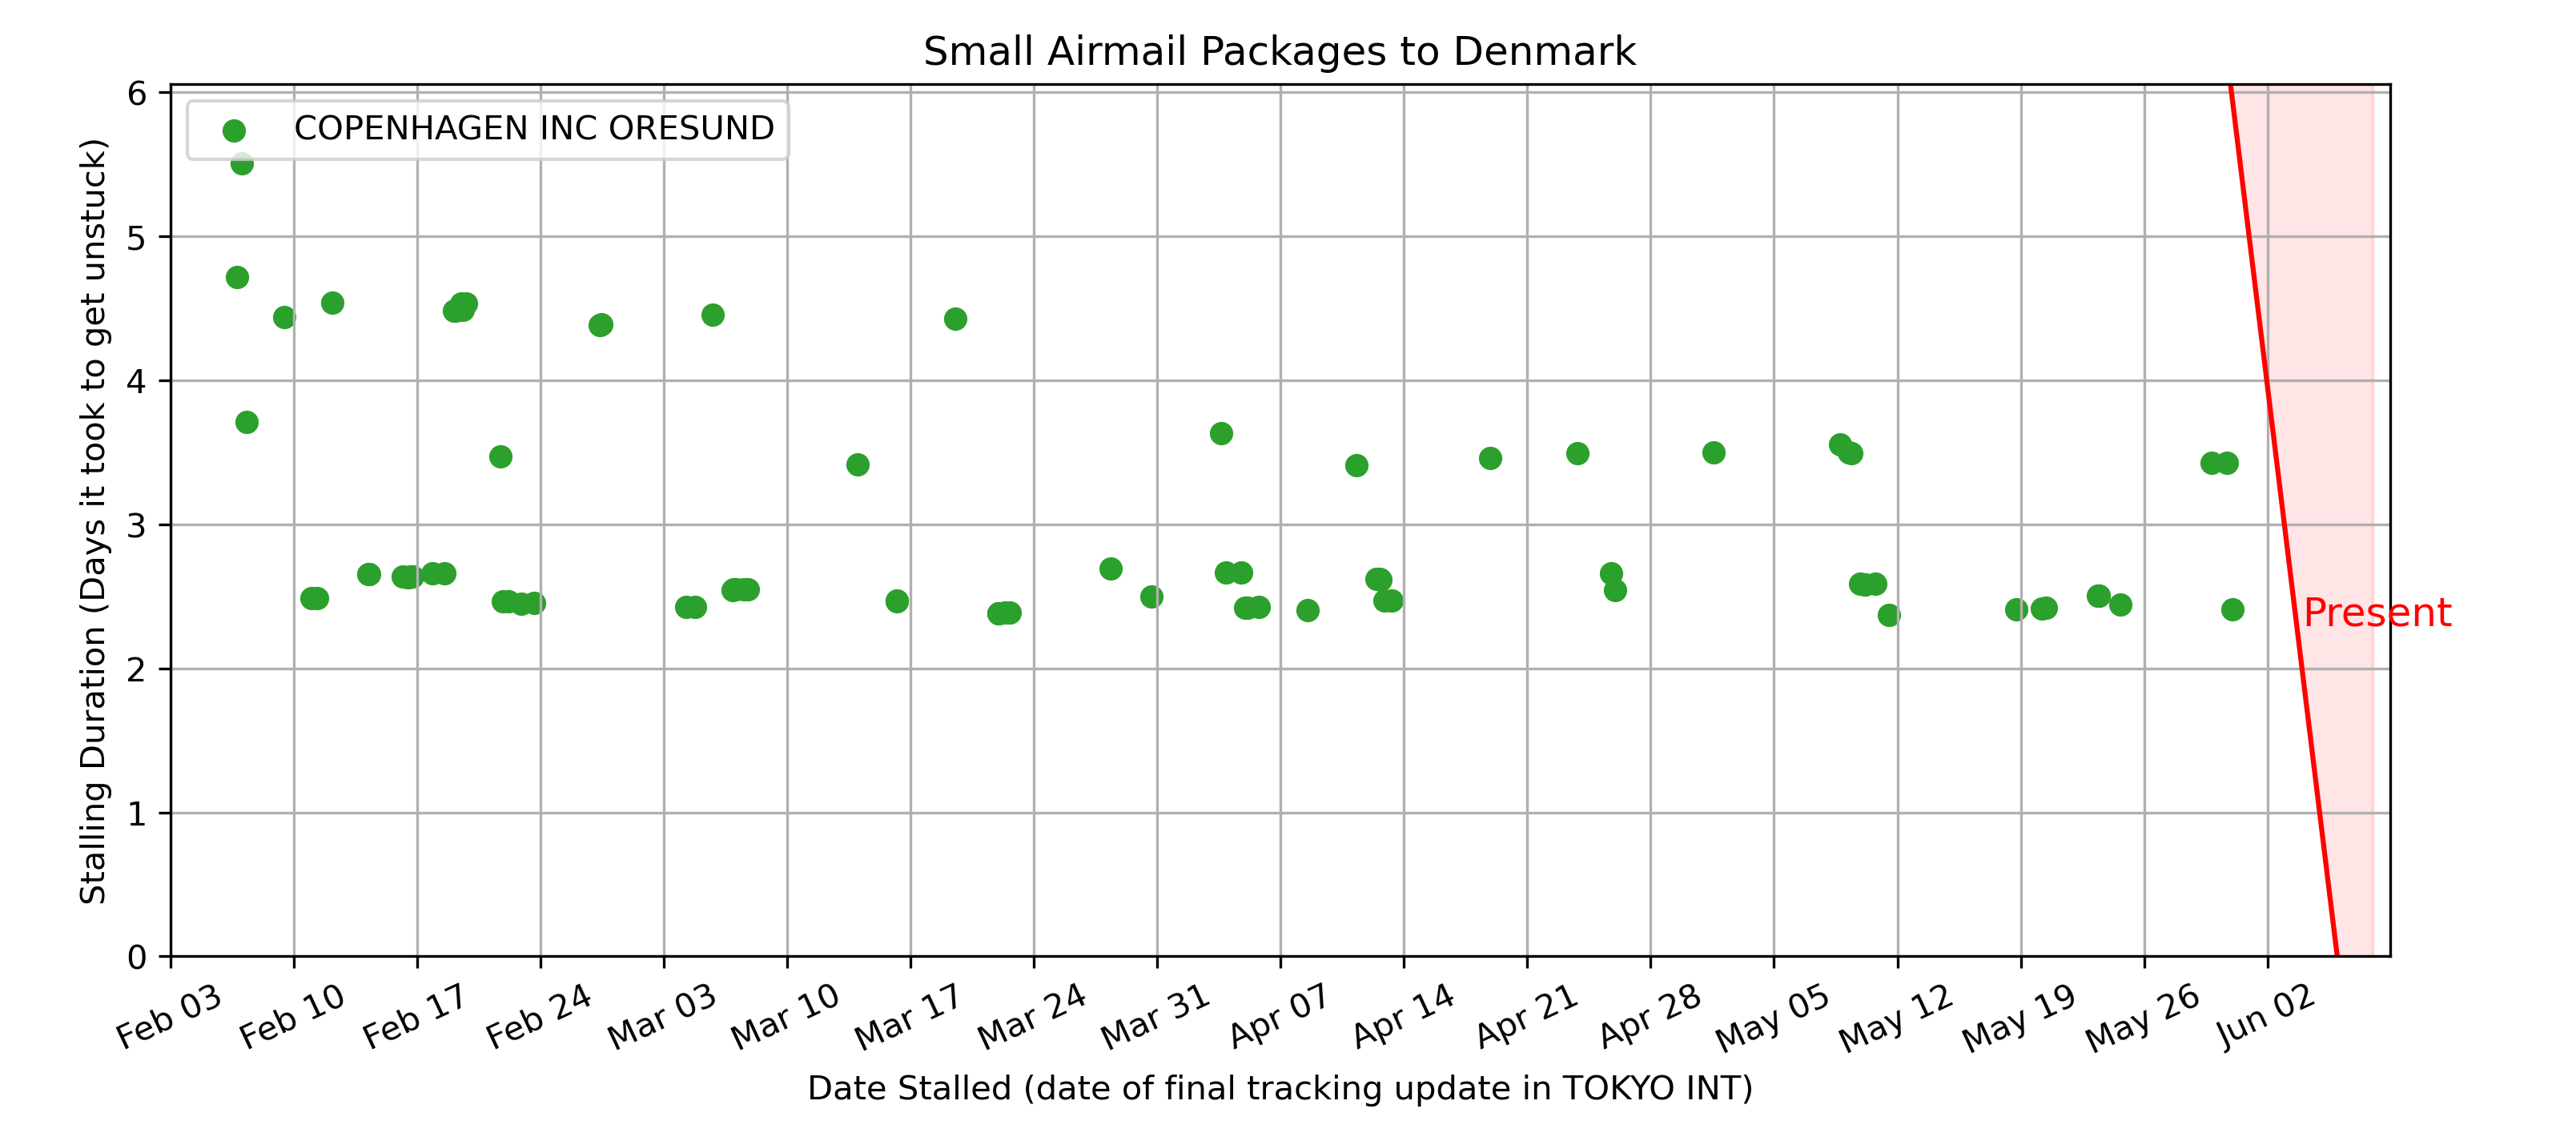 Small Airmail Packages to Denmark
COPENHAGEN INC ORESUND
Stalling Duration (Days it took to get unstuck)
6
5
4
3
2
1
0
Present
Feb 03
Feb 10
Feb 17
Feb 24
Mar 03
Mar 10
Mar 17
Mar 24
Mar 31
Apr 07
Apr 14
Apr 21
Apr 28
May 05
May 12
May 19
May 26
Jun 02
Date Stalled (date of final tracking update in TOKYO INT)